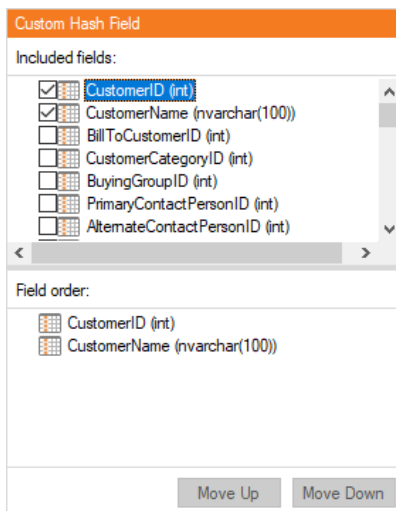 Custom Hash Field
Included fields:
CustomerID (int)
CustomerName (nvarchar(100))
BillToCustomerID (int)
CustomerCategoryID (int)
BuyingGroupID (int)
PrimaryContactPersonID (int)
AlternateContactPersonID (int)
Field order:
CustomerID (int)
CustomerName (nvarchar(100))
Move Up
Move Down